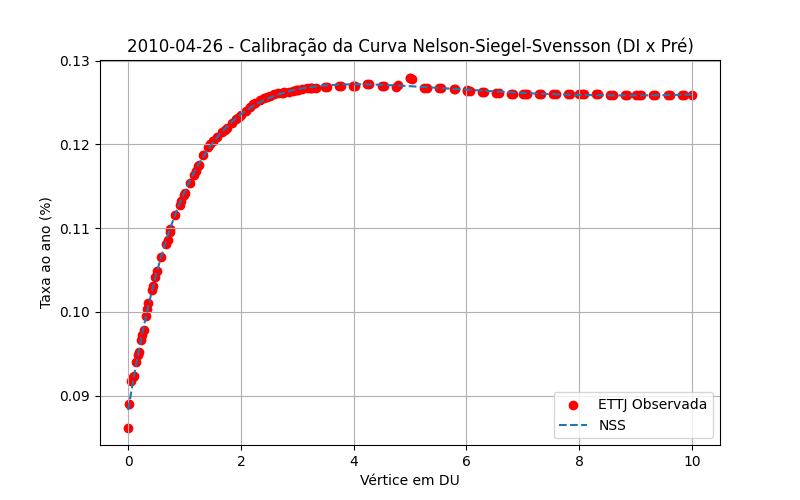 2010-04-26 - Calibração da Curva Nelson-Siegel-Svensson (DI x Pré)
0.13
0.12
0.11
0.10
0.09
Taxa ao ano (%)
ETTJ Observada
NSS
0 2 4 6 8 10
Vértice em DU